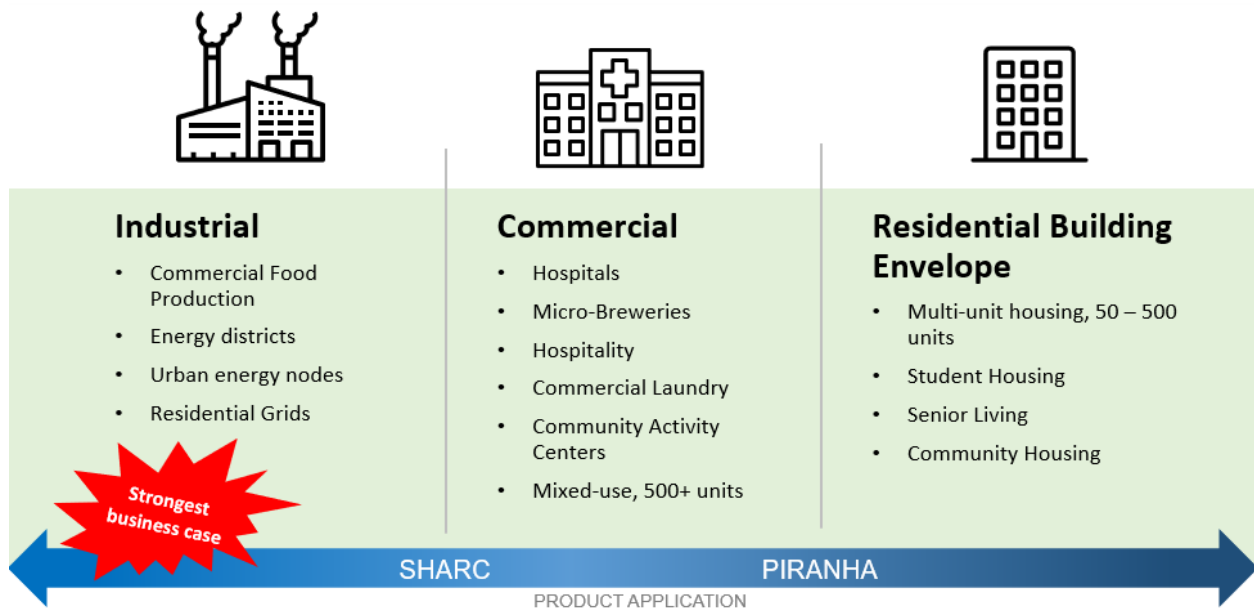 Industrial
• Commercial Food
Production
• Energy districts
• Urban energy nodes
• Residential Grids
Strongest
business case
Commercial
• Hospitals
• Micro-Breweries
• Hospitality
• Commercial Laundry
• Community Activity
Centers
• Mixed-use, 500+ units
Residential Building
Envelope
• Multi-unit housing, 50 – 500
units
• Student Housing
• Senior Living
• Community Housing
SHARC
PIRANHA
PRODUCT APPLICATION